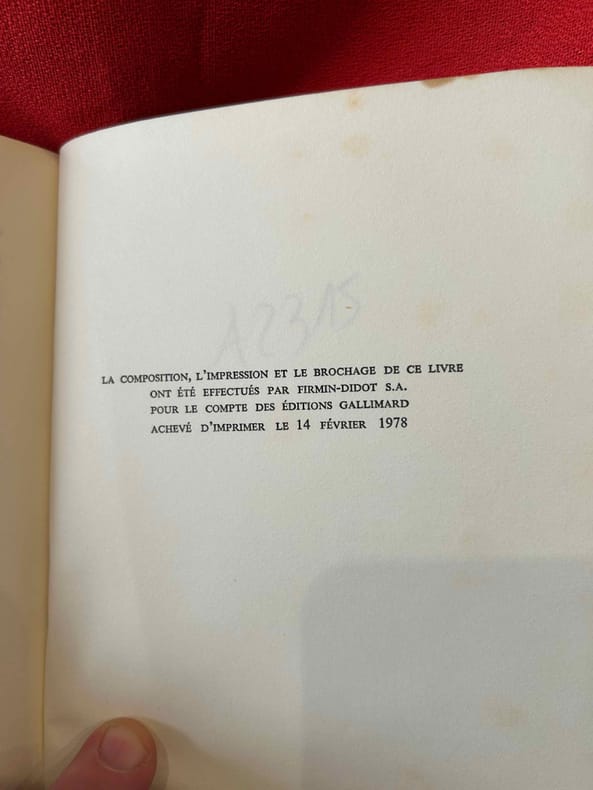 A2315
LA COMPOSITION, L'IMPRESSION ET LE BROCHAGE DE CE LIVRE
ONT ÉTÉ EFFECTUÉS PAR FIRMIN-DIDOT S.A.
POUR LE COMPTE DES ÉDITIONS GALLIMARD
ACHEVÉ D'IMPRIMER LE 14 FÉVRIER 1978